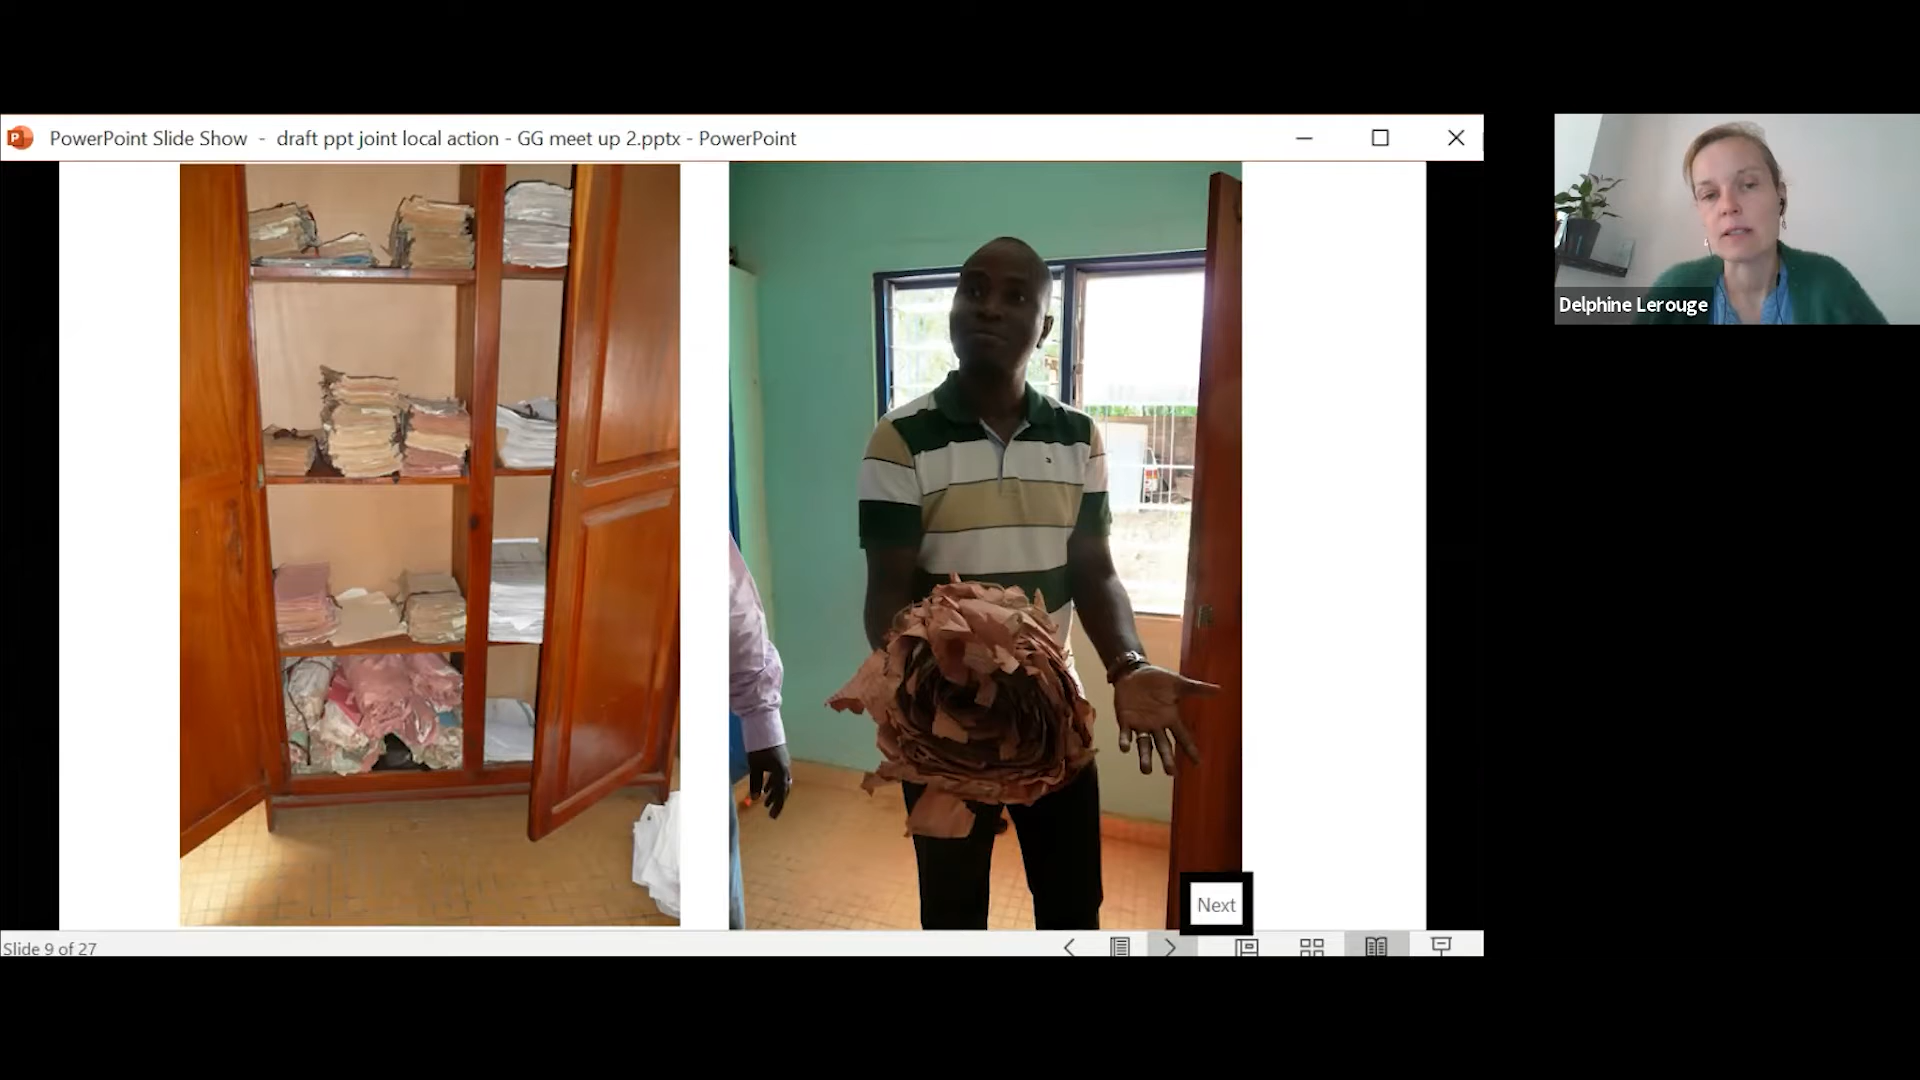 PowerPoint Slide Show - draft ppt joint local action - GG meet up 2.pptx - PowerPoint
Delphine Lerouge
Next
Slide 9 of 27